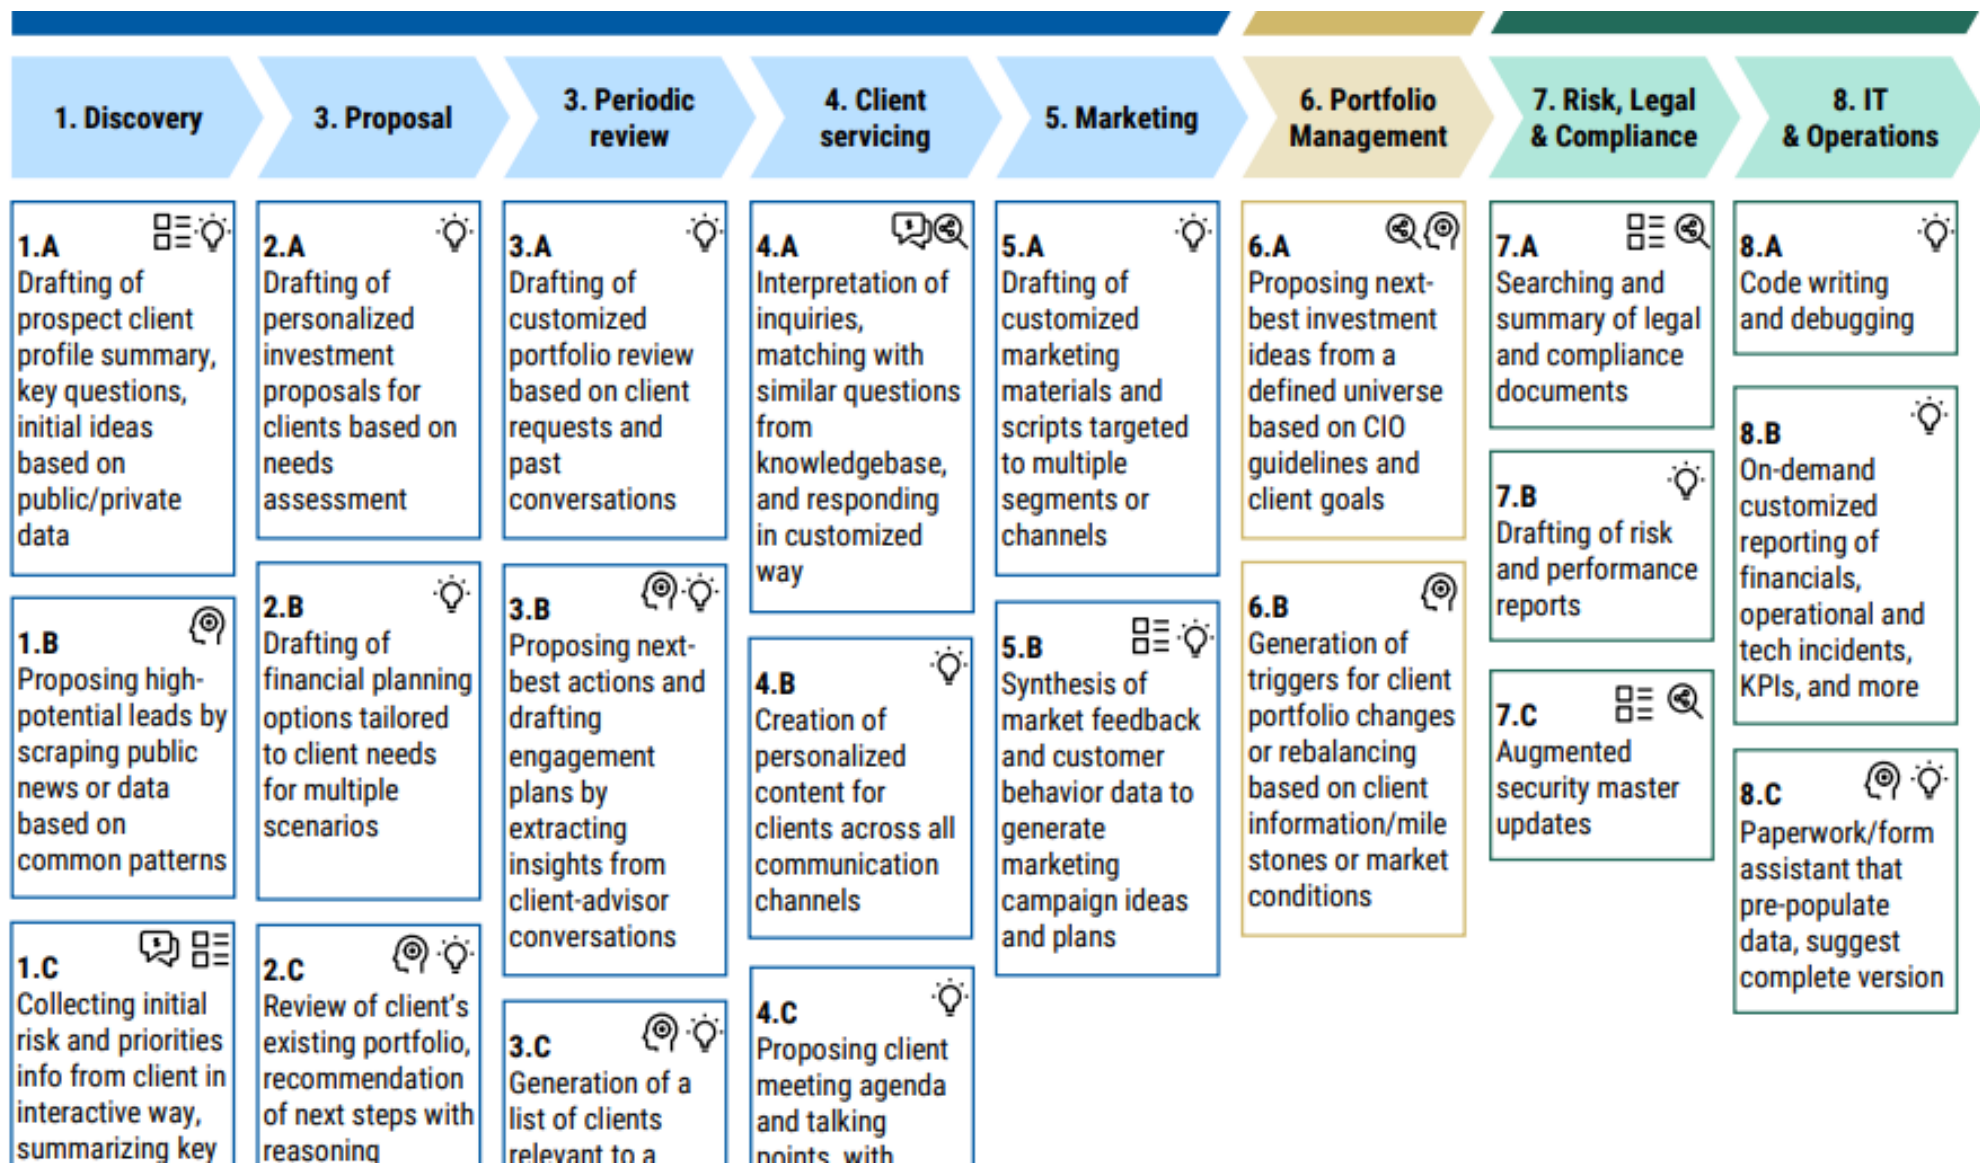 1. Discovery
3. Proposal
3. Periodic
review
4. Client
servicing
5. Marketing
6. Portfolio
Management
7. Risk, Legal
& Compliance
8. IT
& Operations
1.A
Drafting of
prospect client
profile summary,
key questions,
initial ideas
based on
public/private
data
1.B
Proposing high-
potential leads by
scraping public
news or data
based on
common patterns
1.C
Collecting initial
risk and priorities
info from client in
interactive way,
summarizing key
2.A
Drafting of
personalized
investment
proposals for
clients based on
needs
assessment
2.B
Drafting of
financial planning
options tailored
to client needs
for multiple
scenarios
2.C
Review of client's
existing portfolio,
recommendation
of next steps with
reasoning
3.A
Drafting of
customized
portfolio review
based on client
requests and
past
conversations
3.B
Proposing next-
best actions and
drafting
engagement
plans by
extracting
insights from
client-advisor
conversations
3.C
Generation of a
list of clients
relevant to a
4.A
Interpretation of
inquiries,
matching with
similar questions
from
knowledgebase,
and responding
in customized
way
4.B
Creation of
personalized
content for
clients across all
communication
channels
4.C
Proposing client
meeting agenda
and talking
points, with
5.A
Drafting of
customized
marketing
materials and
scripts targeted
to multiple
segments or
channels
5.B
Synthesis of
market feedback
and customer
behavior data to
generate
marketing
campaign ideas
and plans
6.A
Proposing next-
best investment
ideas from a
defined universe
based on CIO
guidelines and
client goals
6.B
Generation of
triggers for client
portfolio changes
or rebalancing
based on client
information/mile
stones or market
conditions
7.A
Searching and
summary of legal
and compliance
documents
7.B
Drafting of risk
and performance
reports
7.C
Augmented
security master
updates
8.A
Code writing
and debugging
8.B
On-demand
customized
reporting of
financials,
operational and
tech incidents,
KPIs, and more
8.C
Paperwork/form
assistant that
pre-populate
data, suggest
complete version